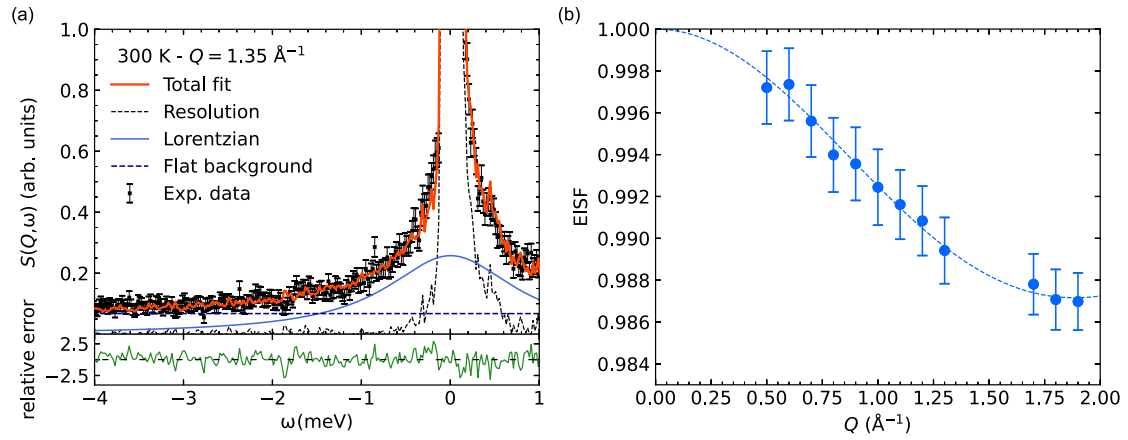 (a)
1.0
0.8
0.6
0.4
0.2
S(Q,ω) (arb. units)
300 K - Q = 1.35 Å⁻¹
Total fit
Resolution
Lorentzian
Flat background
Exp. data
2.5
−2.5
relative error
−4 −3 −2 −1 0 1
ω(meV)
(b)
1.000
0.998
0.996
0.994
0.992
0.990
0.988
0.986
0.984
EISF
0.00 0.25 0.50 0.75 1.00 1.25 1.50 1.75 2.00
Q (Å⁻¹)